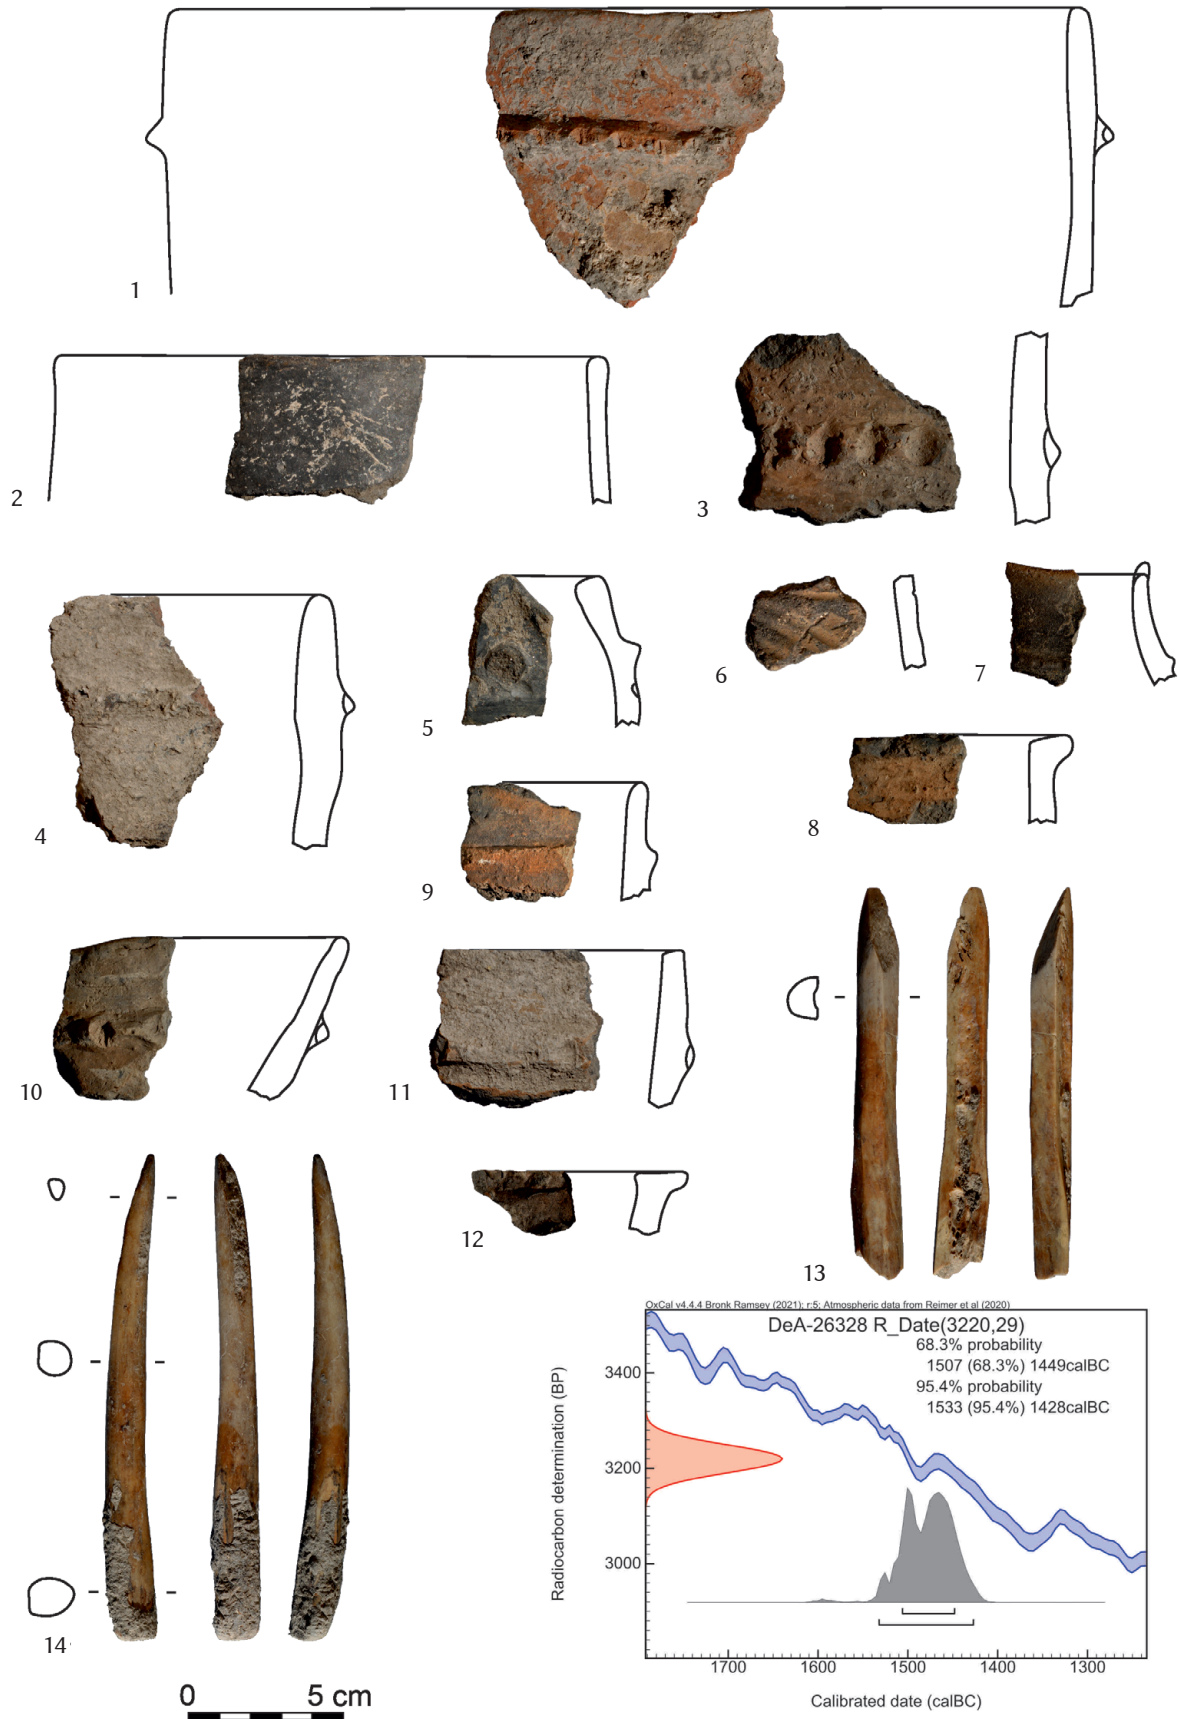 1
2
3
4
5
6
7
8
9
10
11
12
13
14
0 5 cm
OxCal v4.4.4 Bronk Ramsey (2021); r:5; Atmospheric data from Reimer et al (2020)
DeA-26328 R_Date(3220,29)
68.3% probability
1507 (68.3%) 1449calBC
95.4% probability
1533 (95.4%) 1428calBC
Radiocarbon determination (BP)
3400
3200
3000
1700 1600 1500 1400 1300
Calibrated date (calBC)